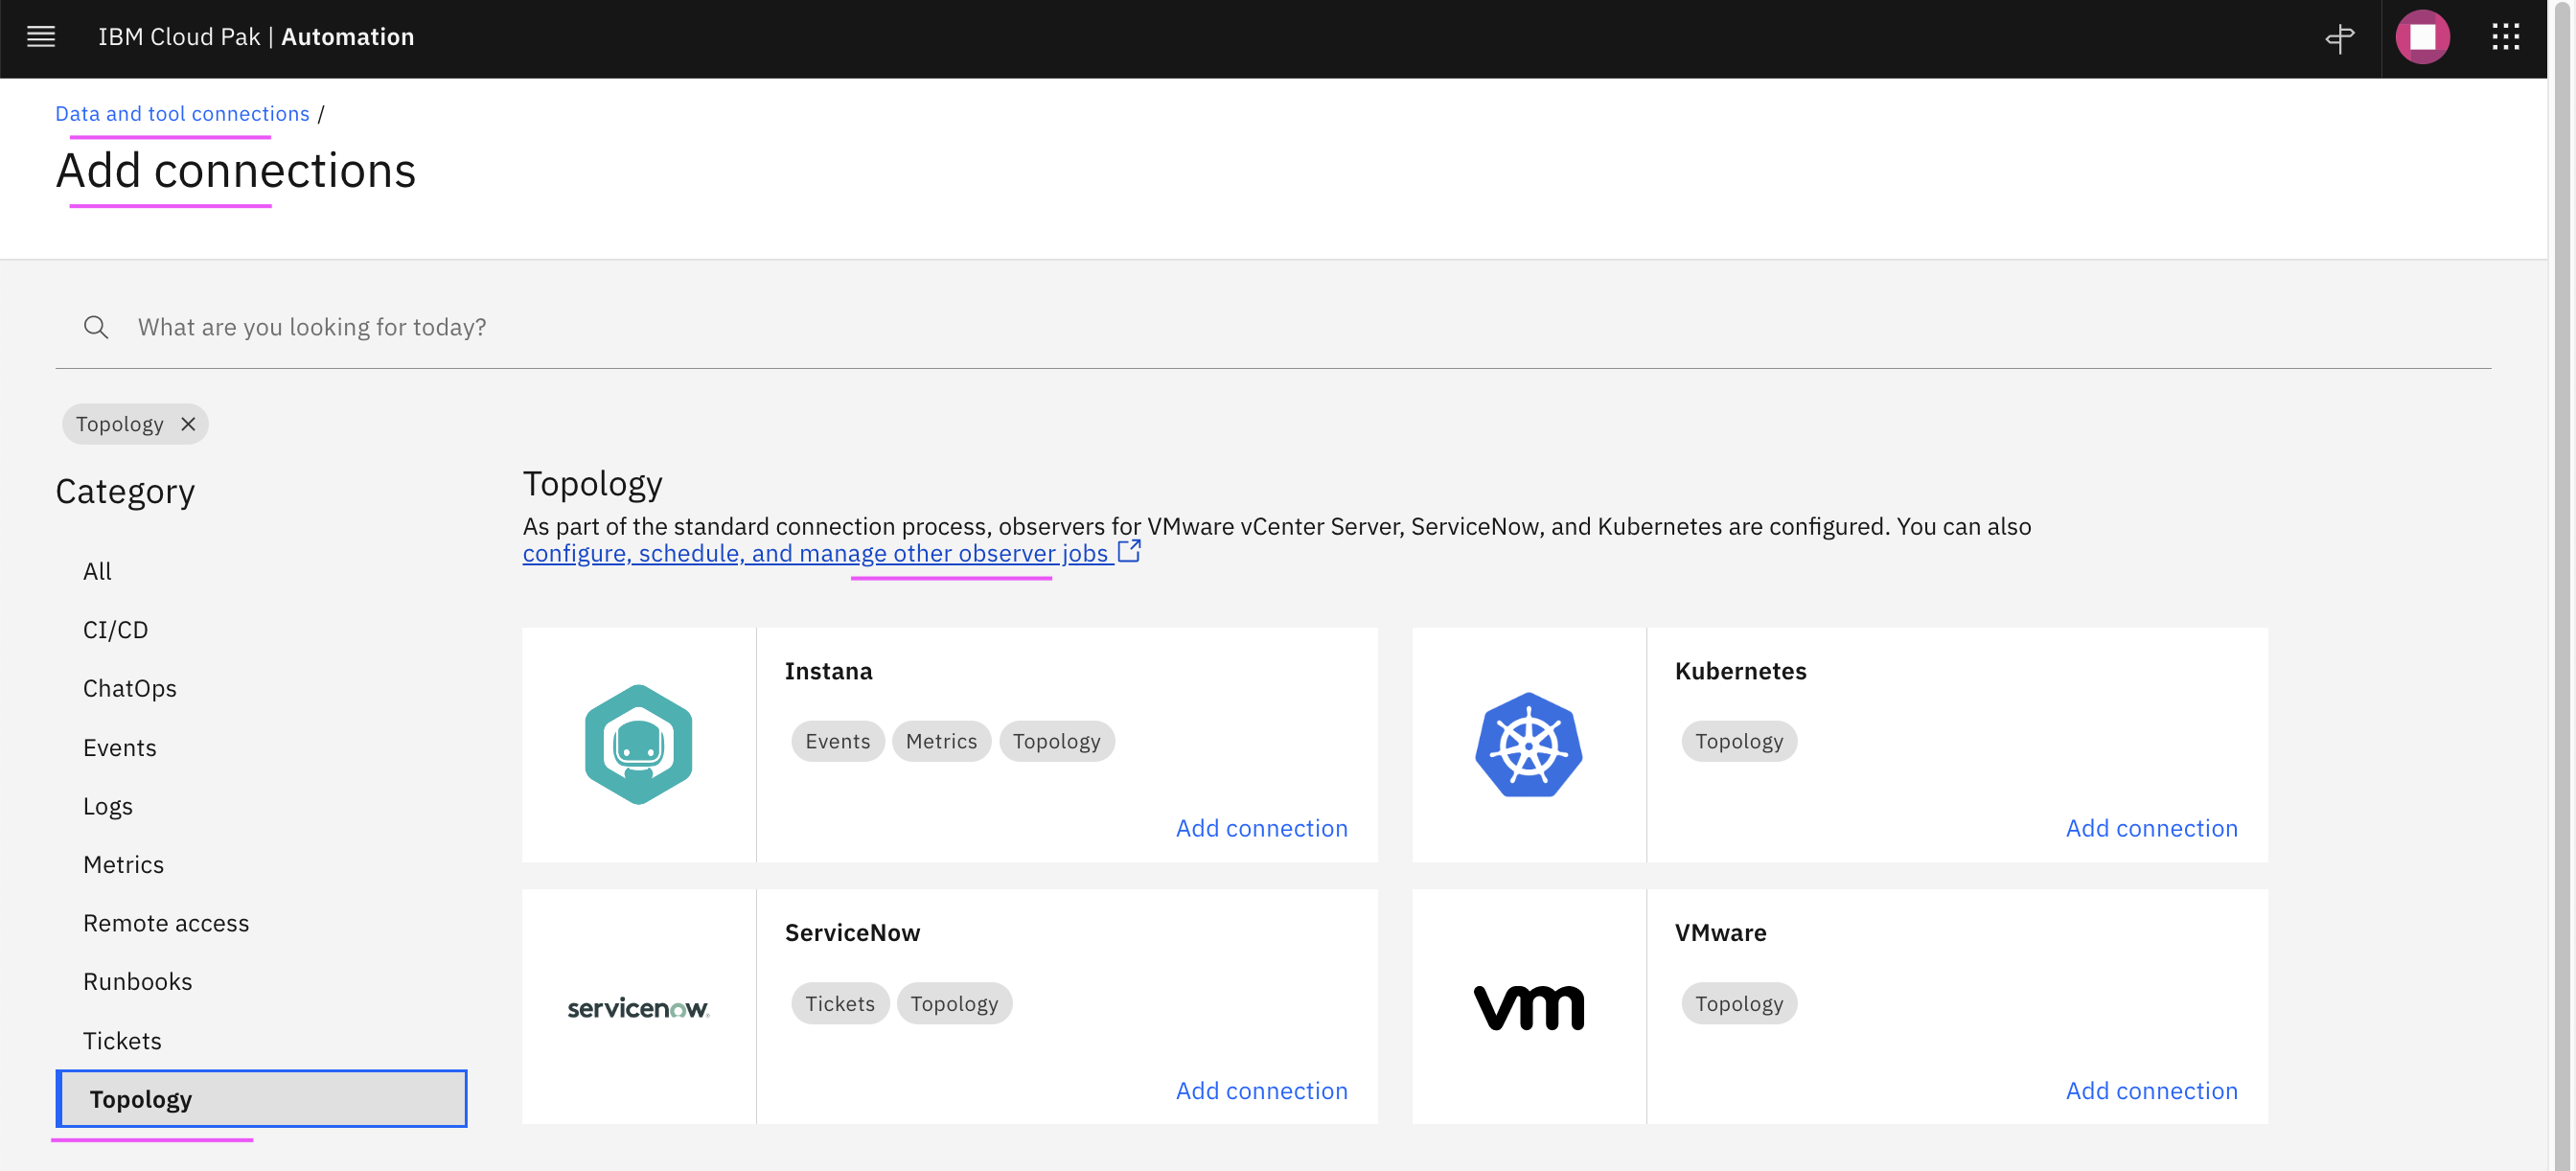 IBM Cloud Pak | Automation
Data and tool connections /
Add connections
What are you looking for today?
Topology
Category
All
CI/CD
ChatOps
Events
Logs
Metrics
Remote access
Runbooks
Tickets
Topology
Topology
As part of the standard connection process, observers for VMware vCenter Server, ServiceNow, and Kubernetes are configured. You can also
configure, schedule, and manage other observer jobs
Instana
Events Metrics Topology
Add connection
Kubernetes
Topology
Add connection
servicenow
ServiceNow
Tickets Topology
Add connection
vm
VMware
Topology
Add connection